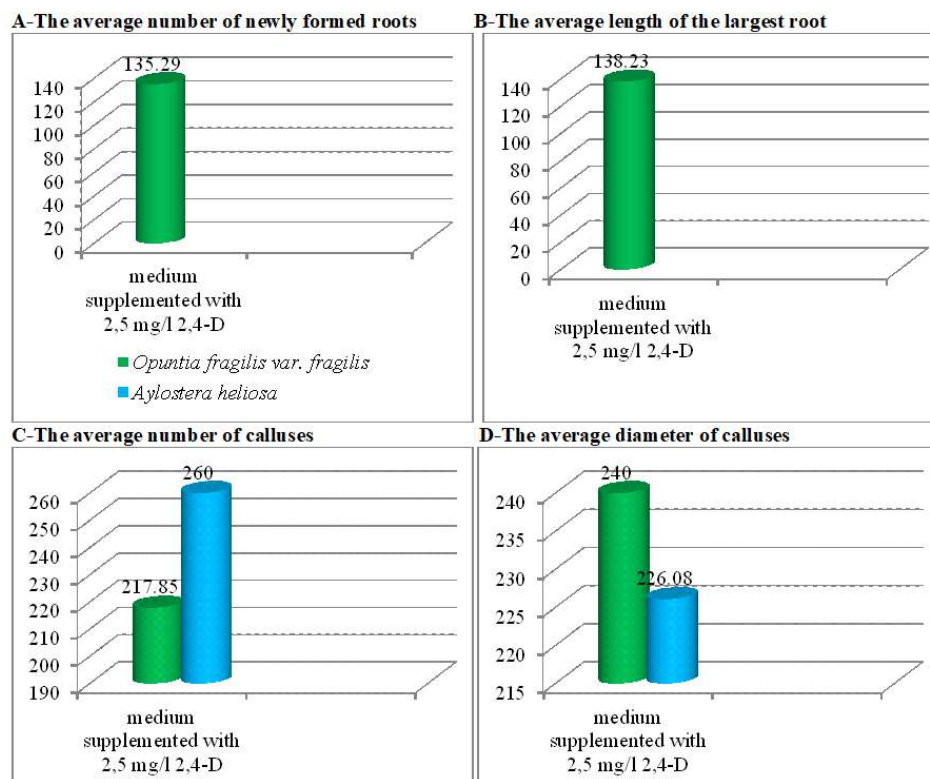 A-The average number of newly formed roots
135.29
140
120
100
80
60
40
20
0
medium
supplemented with
2,5 mg/l 2,4-D
Opuntia fragilis var. fragilis
Aylostera heliosa
B-The average length of the largest root
138.23
140
120
100
80
60
40
20
0
medium
supplemented with
2,5 mg/l 2,4-D
C-The average number of calluses
260
217.85
260
250
240
230
220
210
200
190
medium
supplemented with
2,5 mg/l 2,4-D
D-The average diameter of calluses
240
226.08
240
235
230
225
220
215
medium
supplemented with
2,5 mg/l 2,4-D